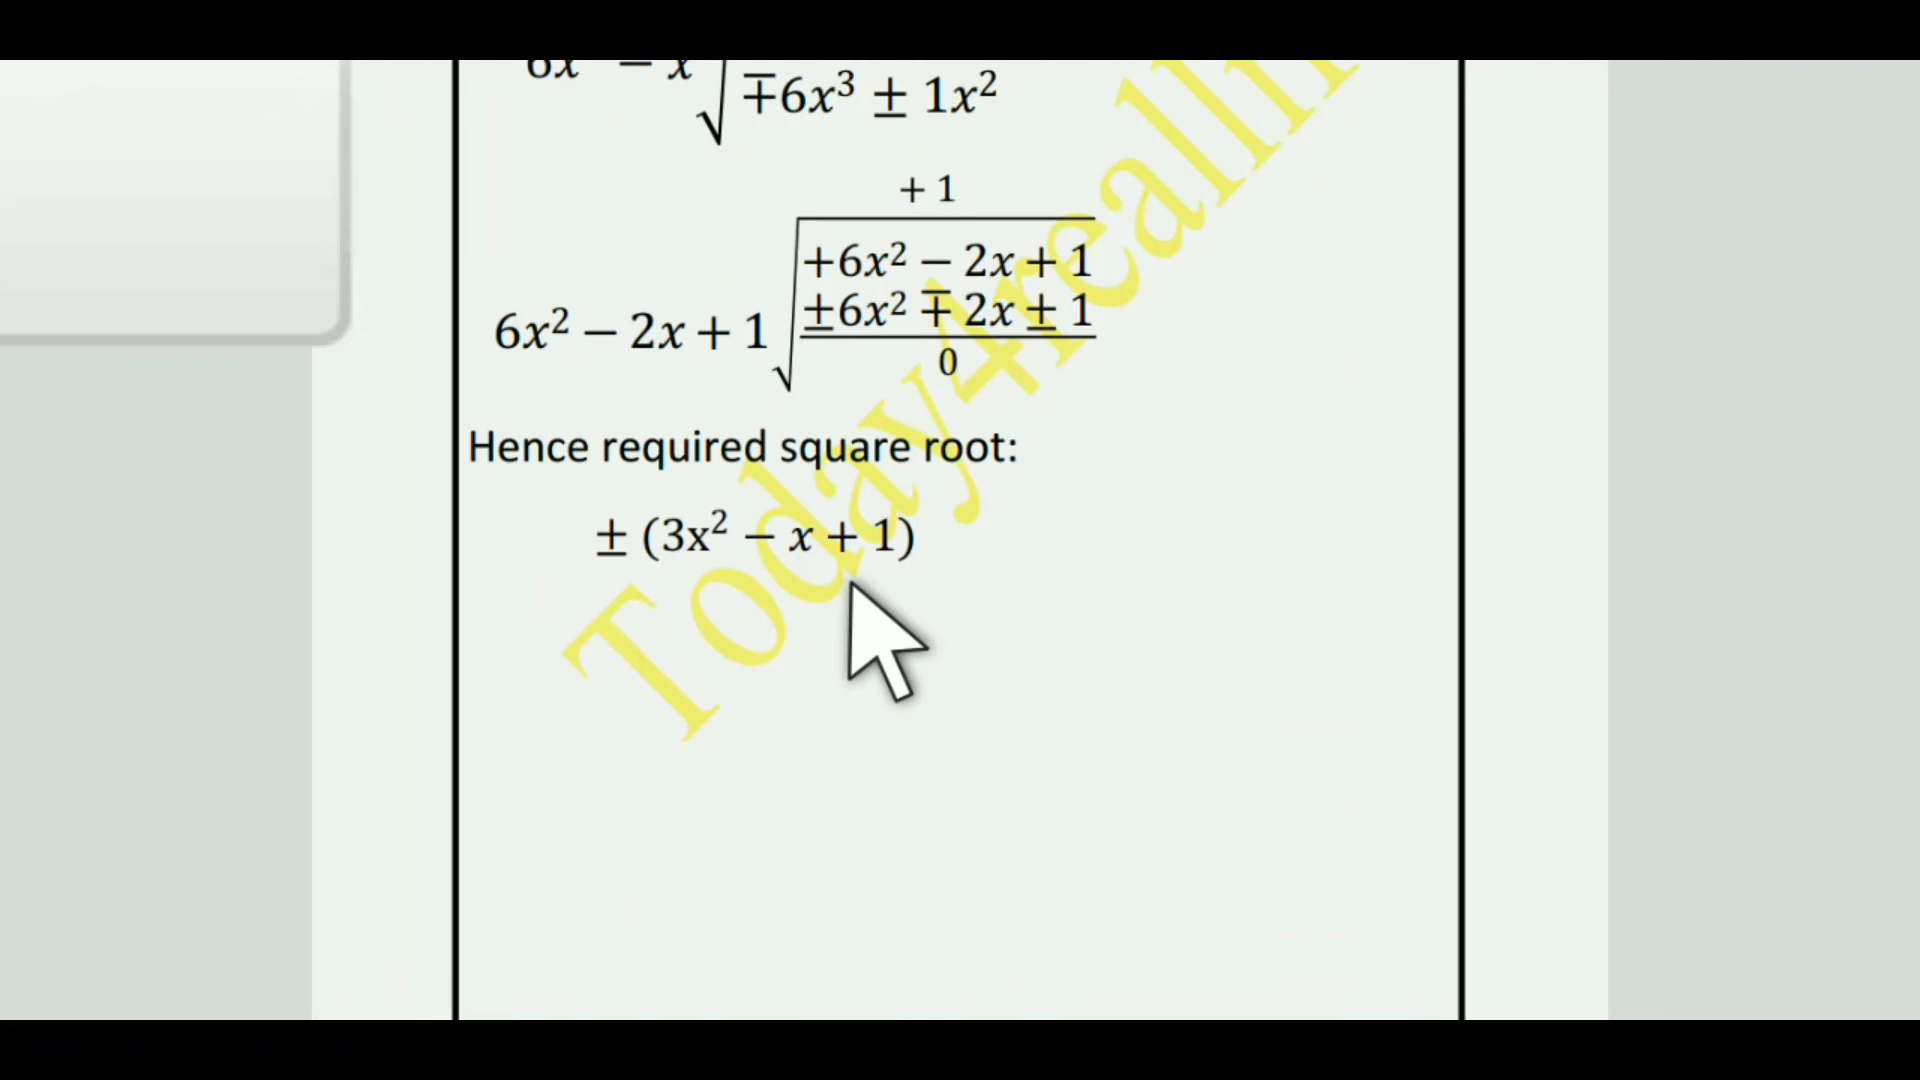 6x − x
∓6x³ ± 1x²
+ 1
+6x² − 2x + 1
6x² − 2x + 1 √ ±6x² ∓ 2x ± 1
0
Hence required square root:
± (3x² − x + 1)